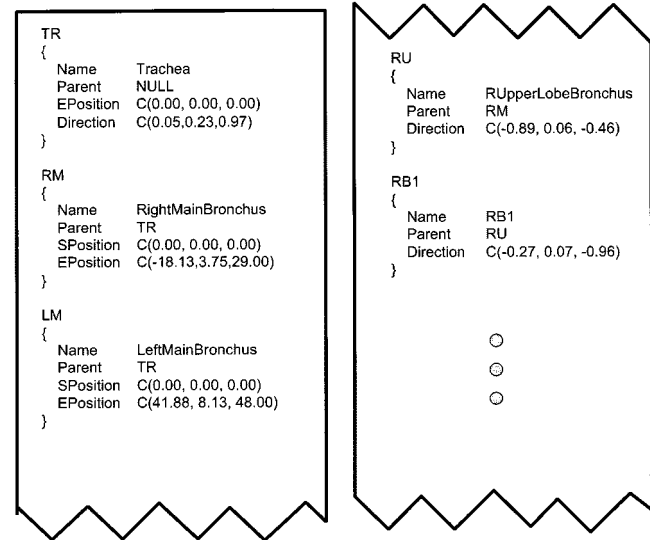 TR
{
Name Trachea
Parent NULL
EPosition C(0.00, 0.00, 0.00)
Direction C(0.05,0.23,0.97)
}
RM
{
Name RightMainBronchus
Parent TR
SPosition C(0.00, 0.00, 0.00)
EPosition C(-18.13,3.75,29.00)
}
LM
{
Name LeftMainBronchus
Parent TR
SPosition C(0.00, 0.00, 0.00)
EPosition C(41.88, 8.13, 48.00)
}
RU
{
Name RUpperLobeBronchus
Parent RM
Direction C(-0.89, 0.06, -0.46)
}
RB1
{
Name RB1
Parent RU
Direction C(-0.27, 0.07, -0.96)
}